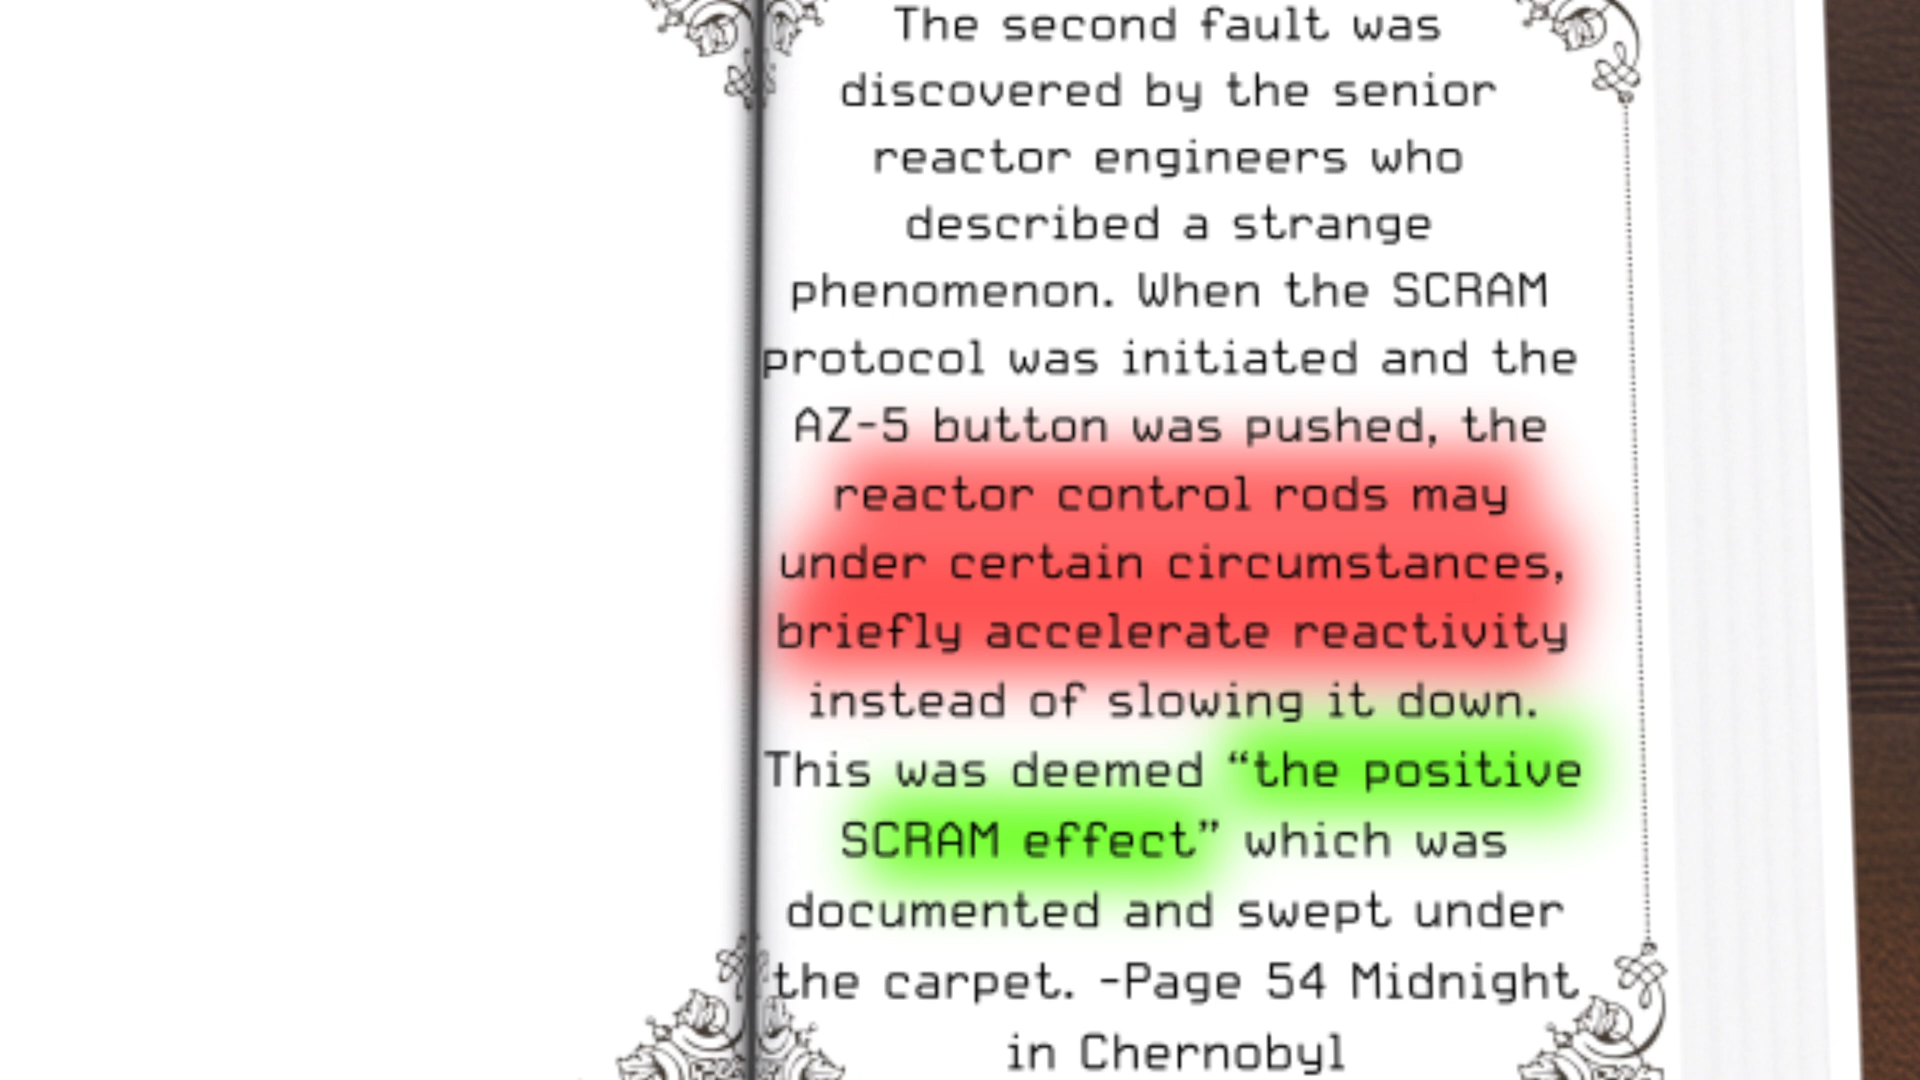 The second fault was
discovered by the senior
reactor engineers who
described a strange
phenomenon. When the SCRAM
protocol was initiated and the
AZ-5 button was pushed, the
reactor control rods may
under certain circumstances,
briefly accelerate reactivity
instead of slowing it down.
This was deemed “the positive
SCRAM effect” which was
documented and swept under
the carpet. -Page 54 Midnight
in Chernobyl